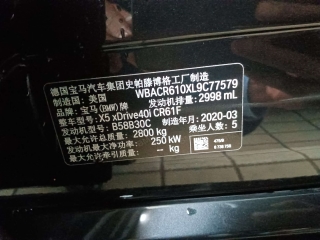 德国宝马汽车集团史帕滕博格工厂制造
制造国: 美国 WBACR610XL9C77579
品牌: 宝马(BMW)牌 发动机排量: 2998 mL
整车型号: X5 xDrive40i CR61F
发动机型号: B58B30C 制造年月: 2020-03
最大允许总质量: 2800 kg 乘坐人数: 5
发动机最大净功率: 250 kW
最大允许牵引质量: -- kg